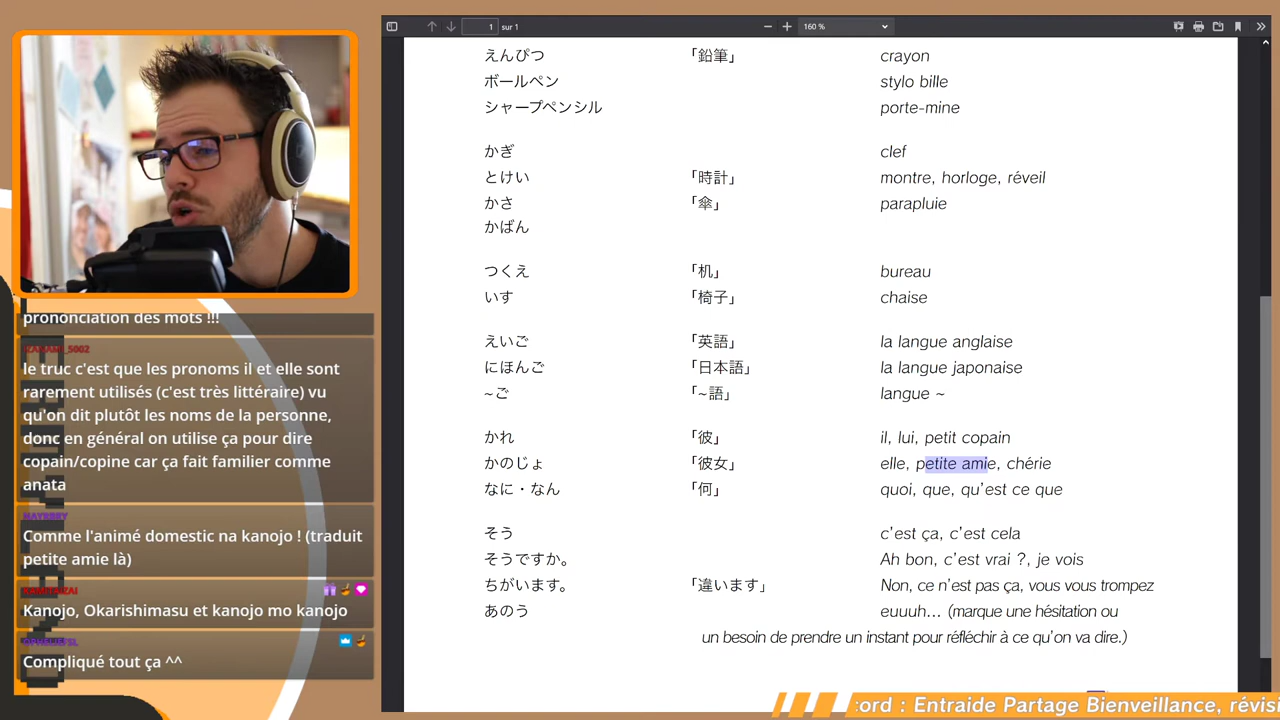 1 sur 1 160 %
えんぴつ 「鉛筆」 crayon
ボールペン stylo bille
シャープペンシル porte-mine
かぎ clef
とけい 「時計」 montre, horloge, réveil
かさ 「傘」 parapluie
かばん
つくえ 「机」 bureau
いす 「椅子」 chaise
えいご 「英語」 la langue anglaise
にほんご 「日本語」 la langue japonaise
~ご 「~語」 langue ~
かれ 「彼」 il, lui, petit copain
かのじょ 「彼女」 elle, petite amie, chérie
なに・なん 「何」 quoi, que, qu'est ce que
そう c'est ça, c'est cela
そうですか。 Ah bon, c'est vrai ?, je vois
ちがいます。 「違います」 Non, ce n'est pas ça, vous vous trompez
あのう euuuh… (marque une hésitation ou
un besoin de prendre un instant pour réfléchir à ce qu'on va dire.)
prononciation des mots !!!
le truc c'est que les pronoms il et elle sont
rarement utilisés (c'est très littéraire) vu
qu'on dit plutôt les noms de la personne,
donc en général on utilise ça pour dire
copain/copine car ça fait familier comme
anata
Comme l'animé domestic na kanojo ! (traduit
petite amie là)
Kanojo, Okarishimasu et kanojo mo kanojo
Compliqué tout ça ^^
cord : Entraide Partage Bienveillance, révisi